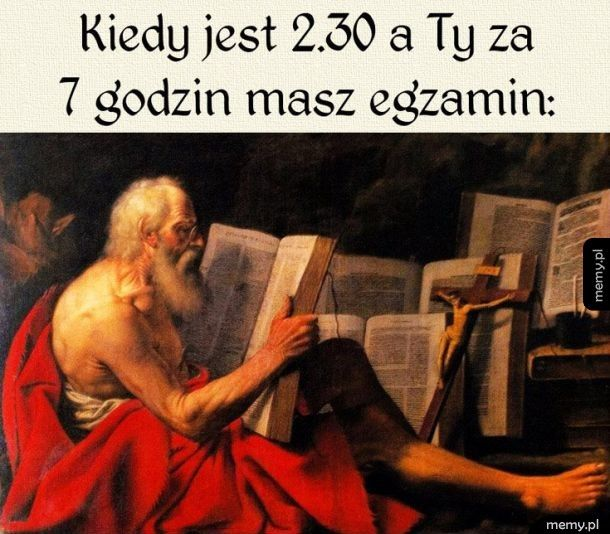 Kiedy jest 2.30 a Ty za
7 godzin masz egzamin:
memy.pl
memy.pl